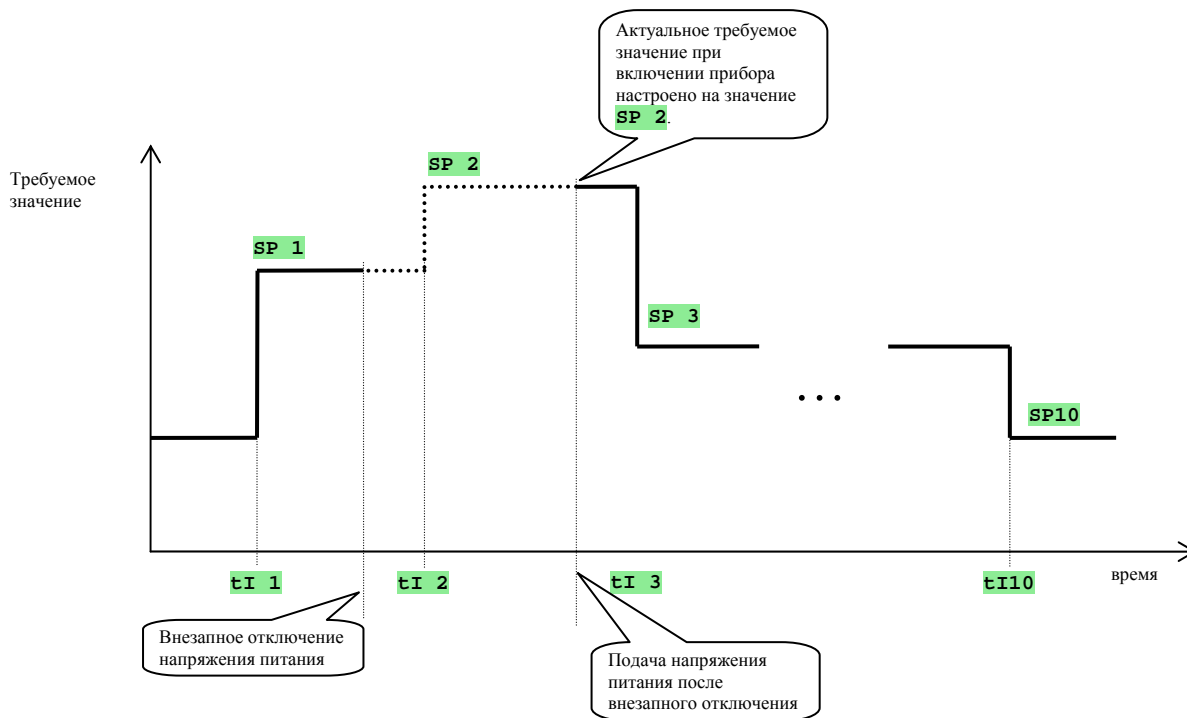 Актуальное требуемое
значение при
включении прибора
настроено на значение
SP 2.
Требуемое
значение
SP 2
SP 1
SP 3
...
SP10
tI 1
tI 2
tI 3
tI10
время
Внезапное отключение
напряжения питания
Подача напряжения
питания после
внезапного отключения